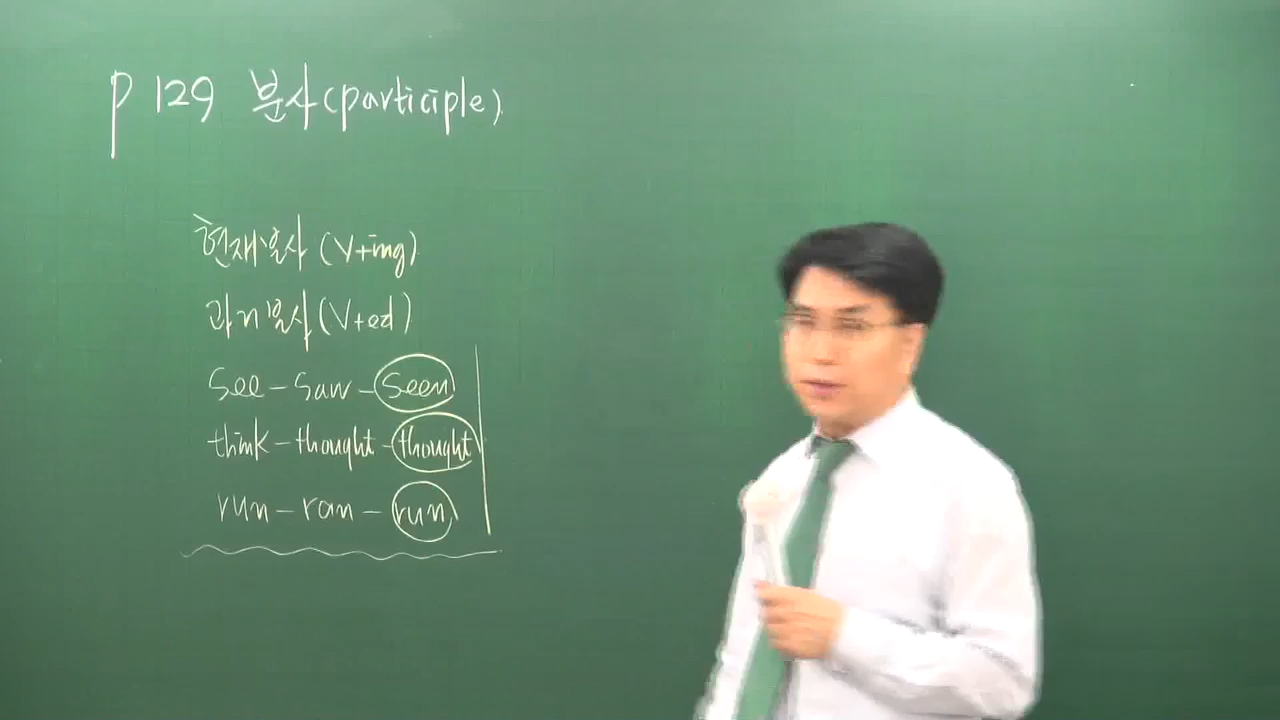 p 129 분사(participle)
현재분사 (V+ing)
과거분사 (V+ed)
see - saw - seen
think - thought - thought
run - ran - run